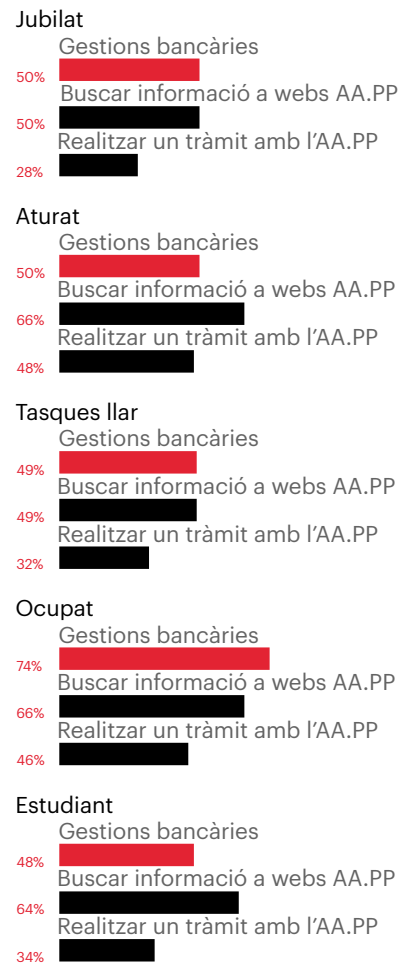 Jubilat
Gestions bancàries
50%
Buscar informació a webs AA.PP
50%
Realitzar un tràmit amb l'AA.PP
28%
Aturat
Gestions bancàries
50%
Buscar informació a webs AA.PP
66%
Realitzar un tràmit amb l'AA.PP
48%
Tasques llar
Gestions bancàries
49%
Buscar informació a webs AA.PP
49%
Realitzar un tràmit amb l'AA.PP
32%
Ocupat
Gestions bancàries
74%
Buscar informació a webs AA.PP
66%
Realitzar un tràmit amb l'AA.PP
46%
Estudiant
Gestions bancàries
48%
Buscar informació a webs AA.PP
64%
Realitzar un tràmit amb l'AA.PP
34%